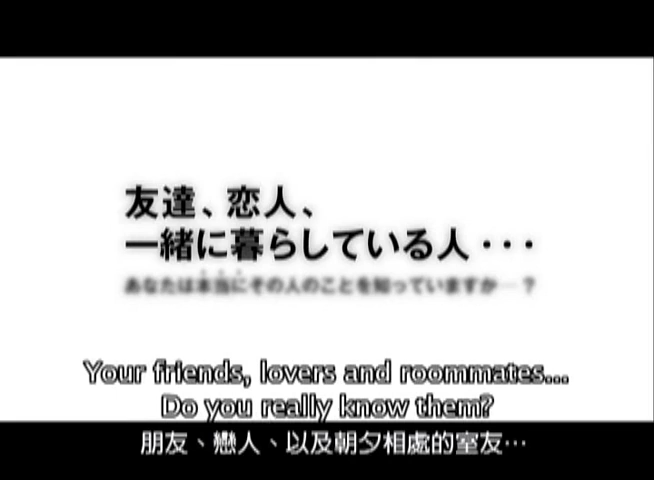 友達、恋人、
一緒に暮らしている人・・・
あなたは本当にその人のことを知っていますか…?
Your friends, lovers and roommates...
Do you really know them?
朋友、戀人、以及朝夕相處的室友…